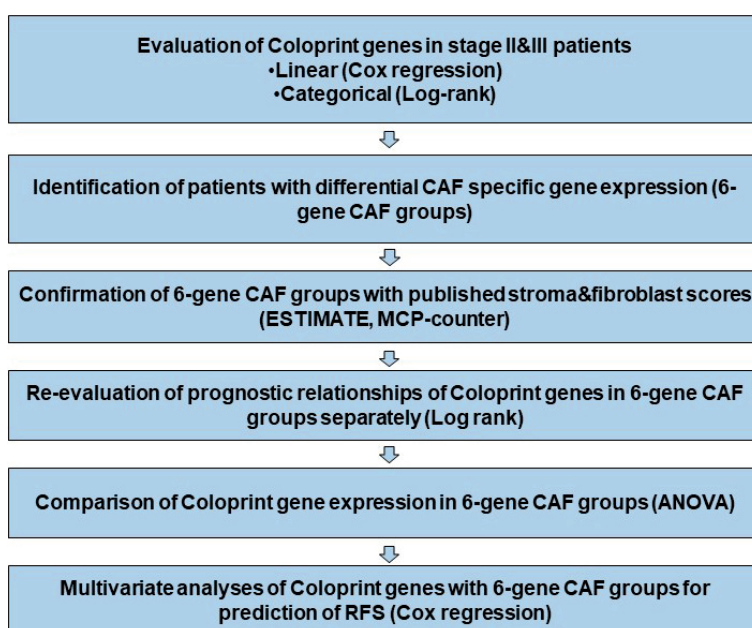 Evaluation of Coloprint genes in stage II&III patients
•Linear (Cox regression)
•Categorical (Log-rank)
Identification of patients with differential CAF specific gene expression (6-
gene CAF groups)
Confirmation of 6-gene CAF groups with published stroma&fibroblast scores
(ESTIMATE, MCP-counter)
Re-evaluation of prognostic relationships of Coloprint genes in 6-gene CAF
groups separately (Log rank)
Comparison of Coloprint gene expression in 6-gene CAF groups (ANOVA)
Multivariate analyses of Coloprint genes with 6-gene CAF groups for
prediction of RFS (Cox regression)